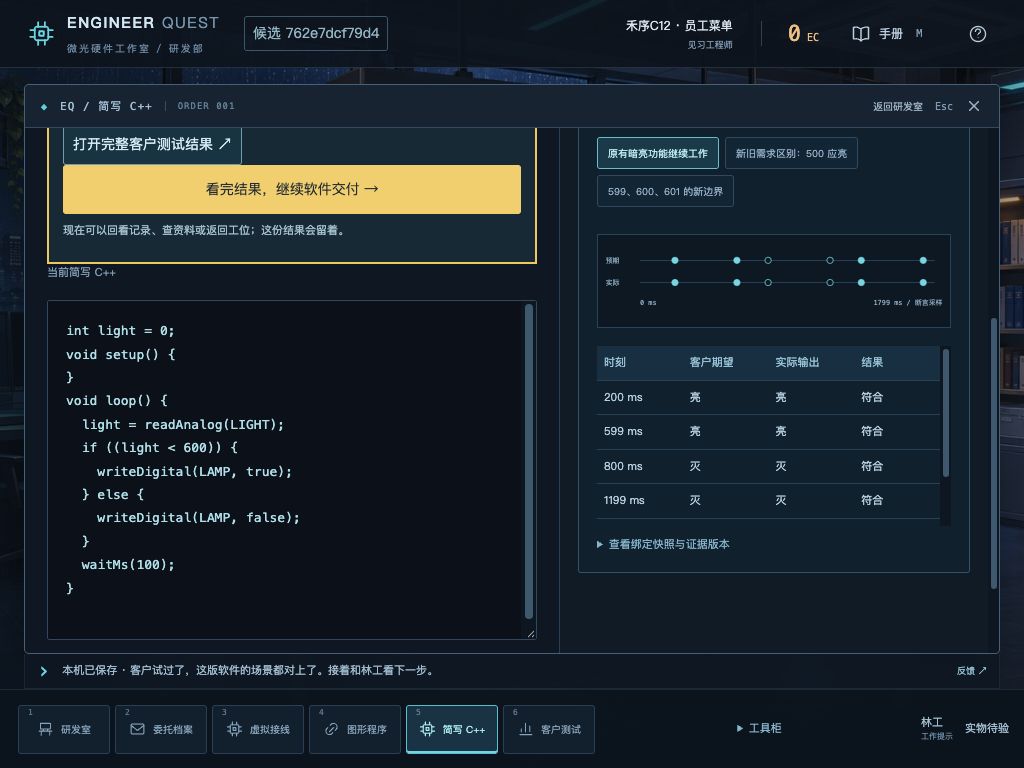 ENGINEER QUEST
微光硬件工作室 / 研发部
候选 762e7dcf79d4
禾序C12 · 员工菜单
见习工程师
0 EC
手册 M
EQ / 简写 C++
ORDER 001
返回研发室 Esc
打开完整客户测试结果 ↗
看完结果，继续软件交付 →
现在可以回看记录、查资料或返回工位；这份结果会留着。
当前简写 C++
int light = 0;
void setup() {
}
void loop() {
  light = readAnalog(LIGHT);
  if ((light < 600)) {
    writeDigital(LAMP, true);
  } else {
    writeDigital(LAMP, false);
  }
  waitMs(100);
}
原有暗亮功能继续工作
新旧需求区别：500 应亮
599、600、601 的新边界
预期
实际
0 ms
1799 ms / 断言采样
时刻 客户期望 实际输出 结果
200 ms 亮 亮 符合
599 ms 亮 亮 符合
800 ms 灭 灭 符合
1199 ms 灭 灭 符合
查看绑定快照与证据版本
本机已保存 · 客户试过了，这版软件的场景都对上了。接着和林工看下一步。
反馈 ↗
1 研发室
2 委托档案
3 虚拟接线
4 图形程序
5 简写 C++
6 客户测试
工具柜
林工
工作提示
实物待验